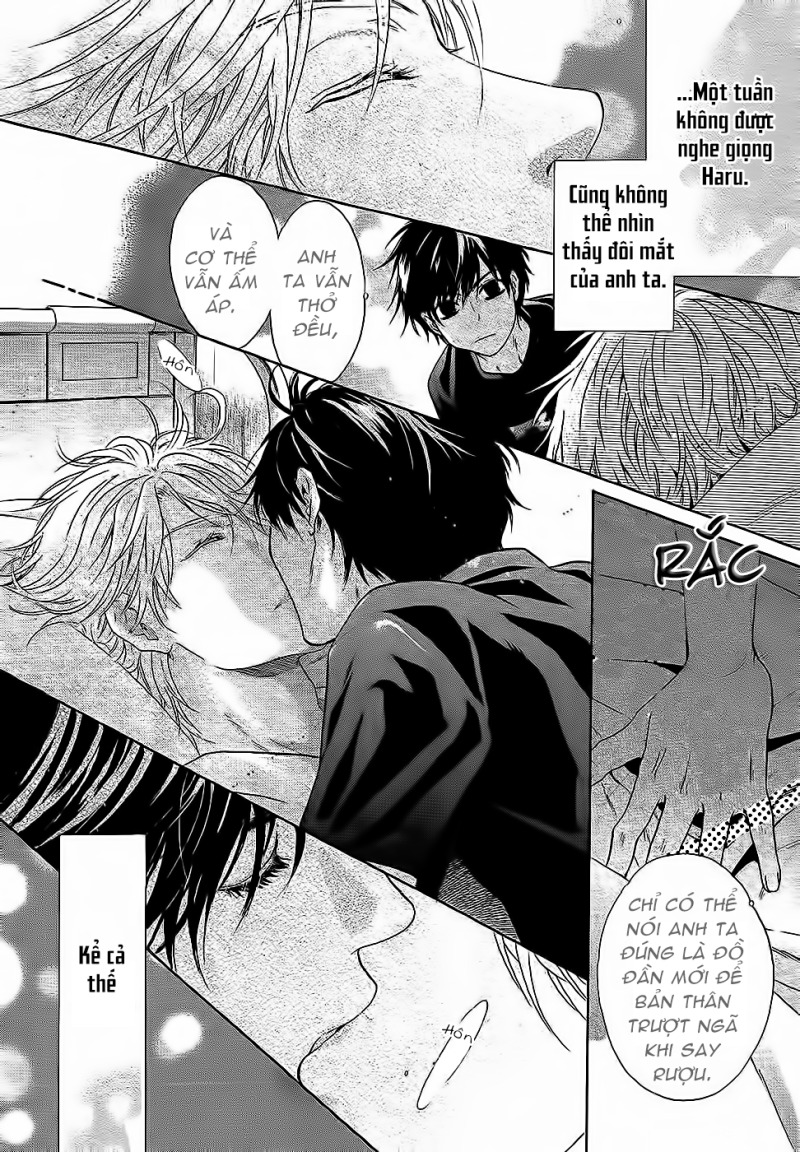 ...Một tuần
không được
nghe giọng
Haru.
Cũng không
thể nhìn
thấy đôi mắt
của anh ta.
ANH
TA VẪN
THỞ
ĐỀU,
VÀ
CƠ THỂ
VẪN ẤM
ÁP.
Hôn
RẮC
CHỈ CÓ THỂ
NÓI ANH TA
ĐÚNG LÀ ĐỒ
ĐẦN MỚI ĐỂ
BẢN THÂN
TRƯỢT NGÃ
KHI SAY
RƯỢU.
Hôn
Kể cả
thế